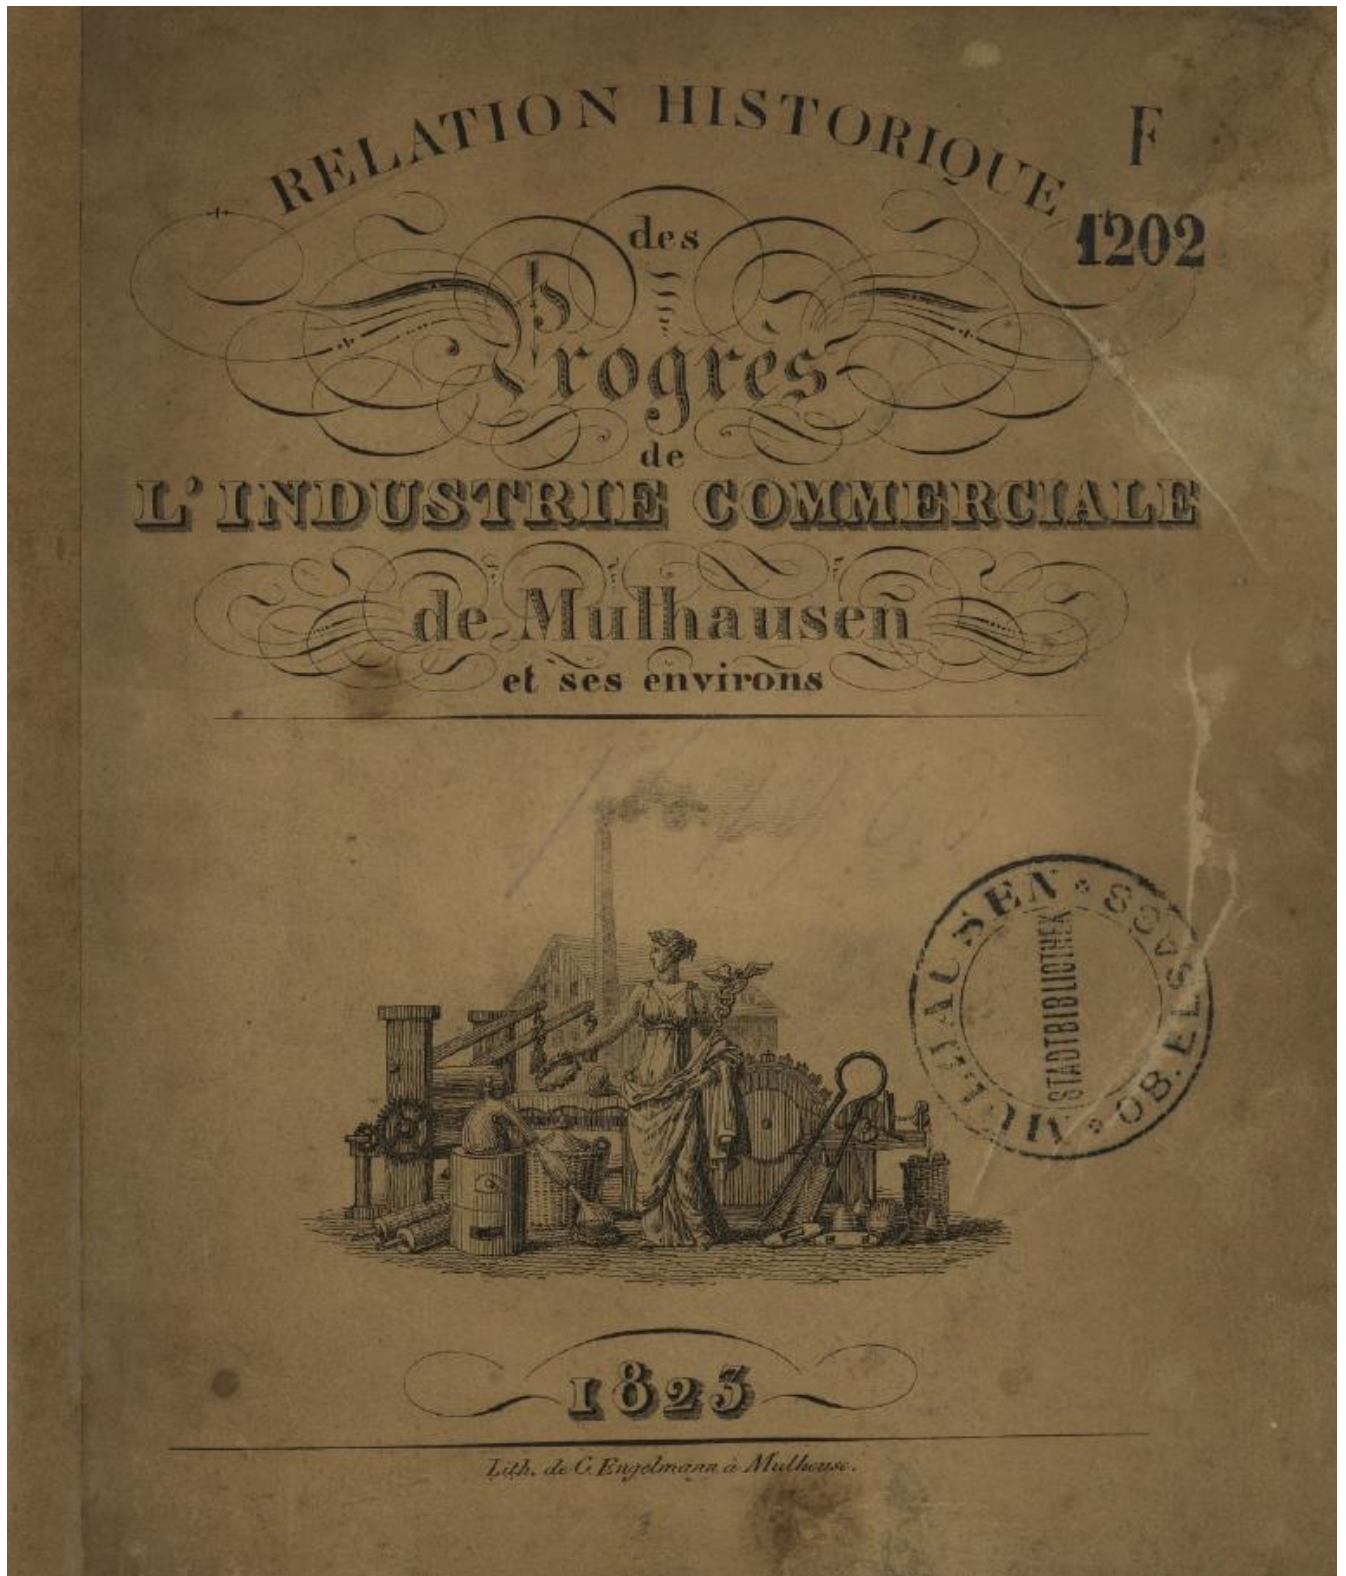 RELATION HISTORIQUE
F
1202
des
Progrès
de
L'INDUSTRIE COMMERCIALE
de Mulhausen
et ses environs
MÜLHAUSEN
OB. ELSASS
STADTBIBLIOTHEK
1823
Lith. de G. Engelmann à Mulhouse.